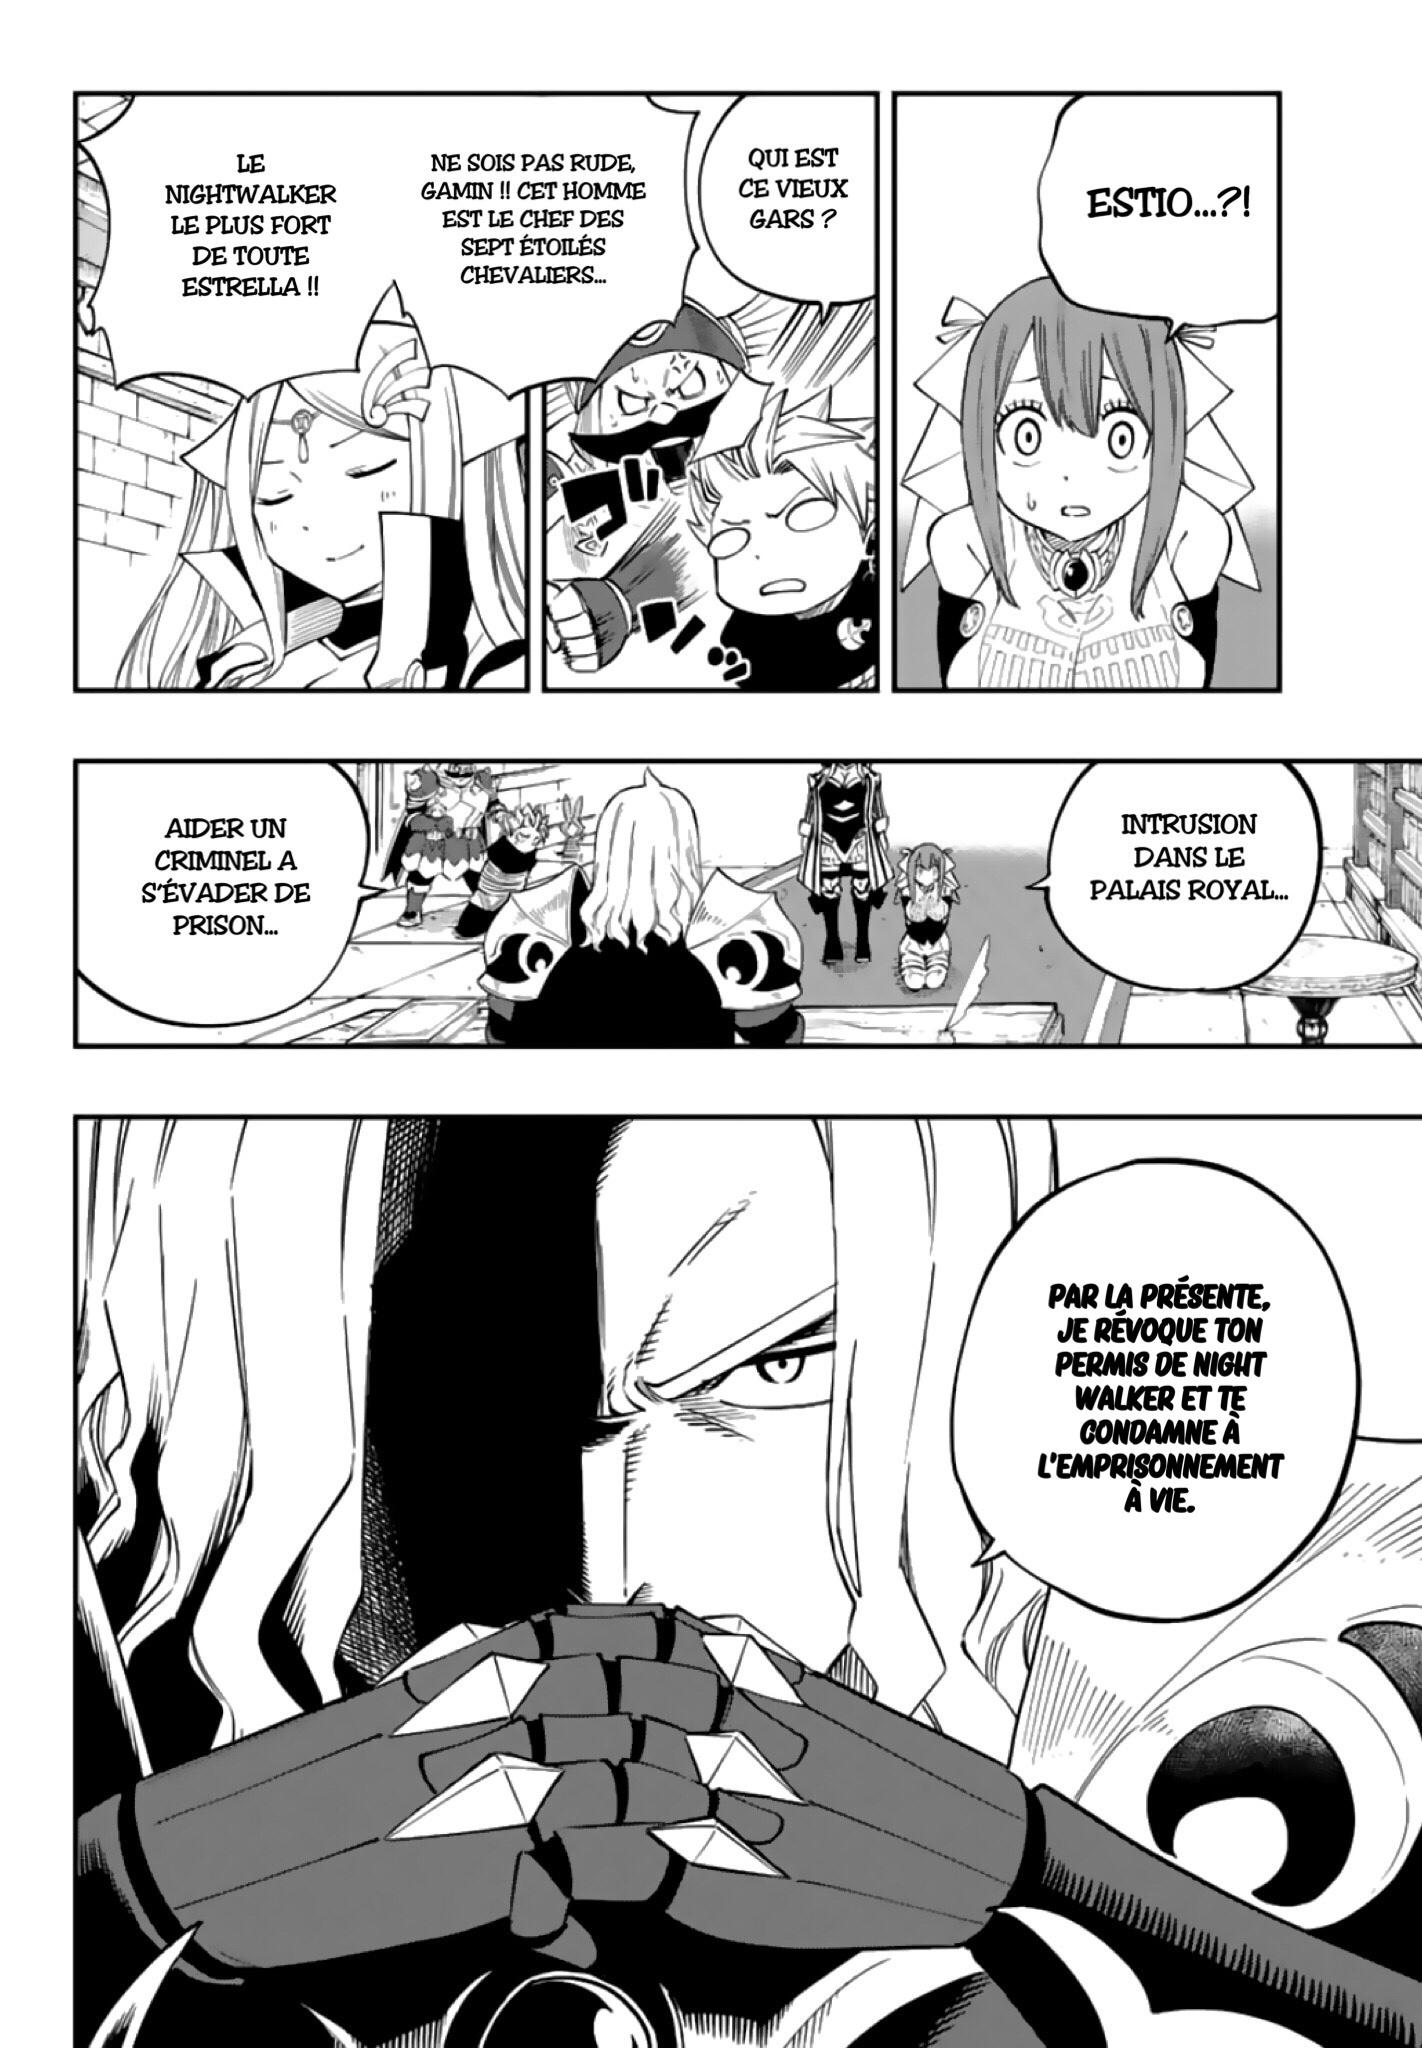 ESTIO...?!
QUI EST
CE VIEUX
GARS ?
NE SOIS PAS RUDE,
GAMIN !! CET HOMME
EST LE CHEF DES
SEPT ÉTOILÉS
CHEVALIERS...
LE
NIGHTWALKER
LE PLUS FORT
DE TOUTE
ESTRELLA !!
INTRUSION
DANS LE
PALAIS ROYAL...
AIDER UN
CRIMINEL A
S'ÉVADER DE
PRISON...
PAR LA PRÉSENTE,
JE RÉVOQUE TON
PERMIS DE NIGHT
WALKER ET TE
CONDAMNE À
L'EMPRISONNEMENT
À VIE.